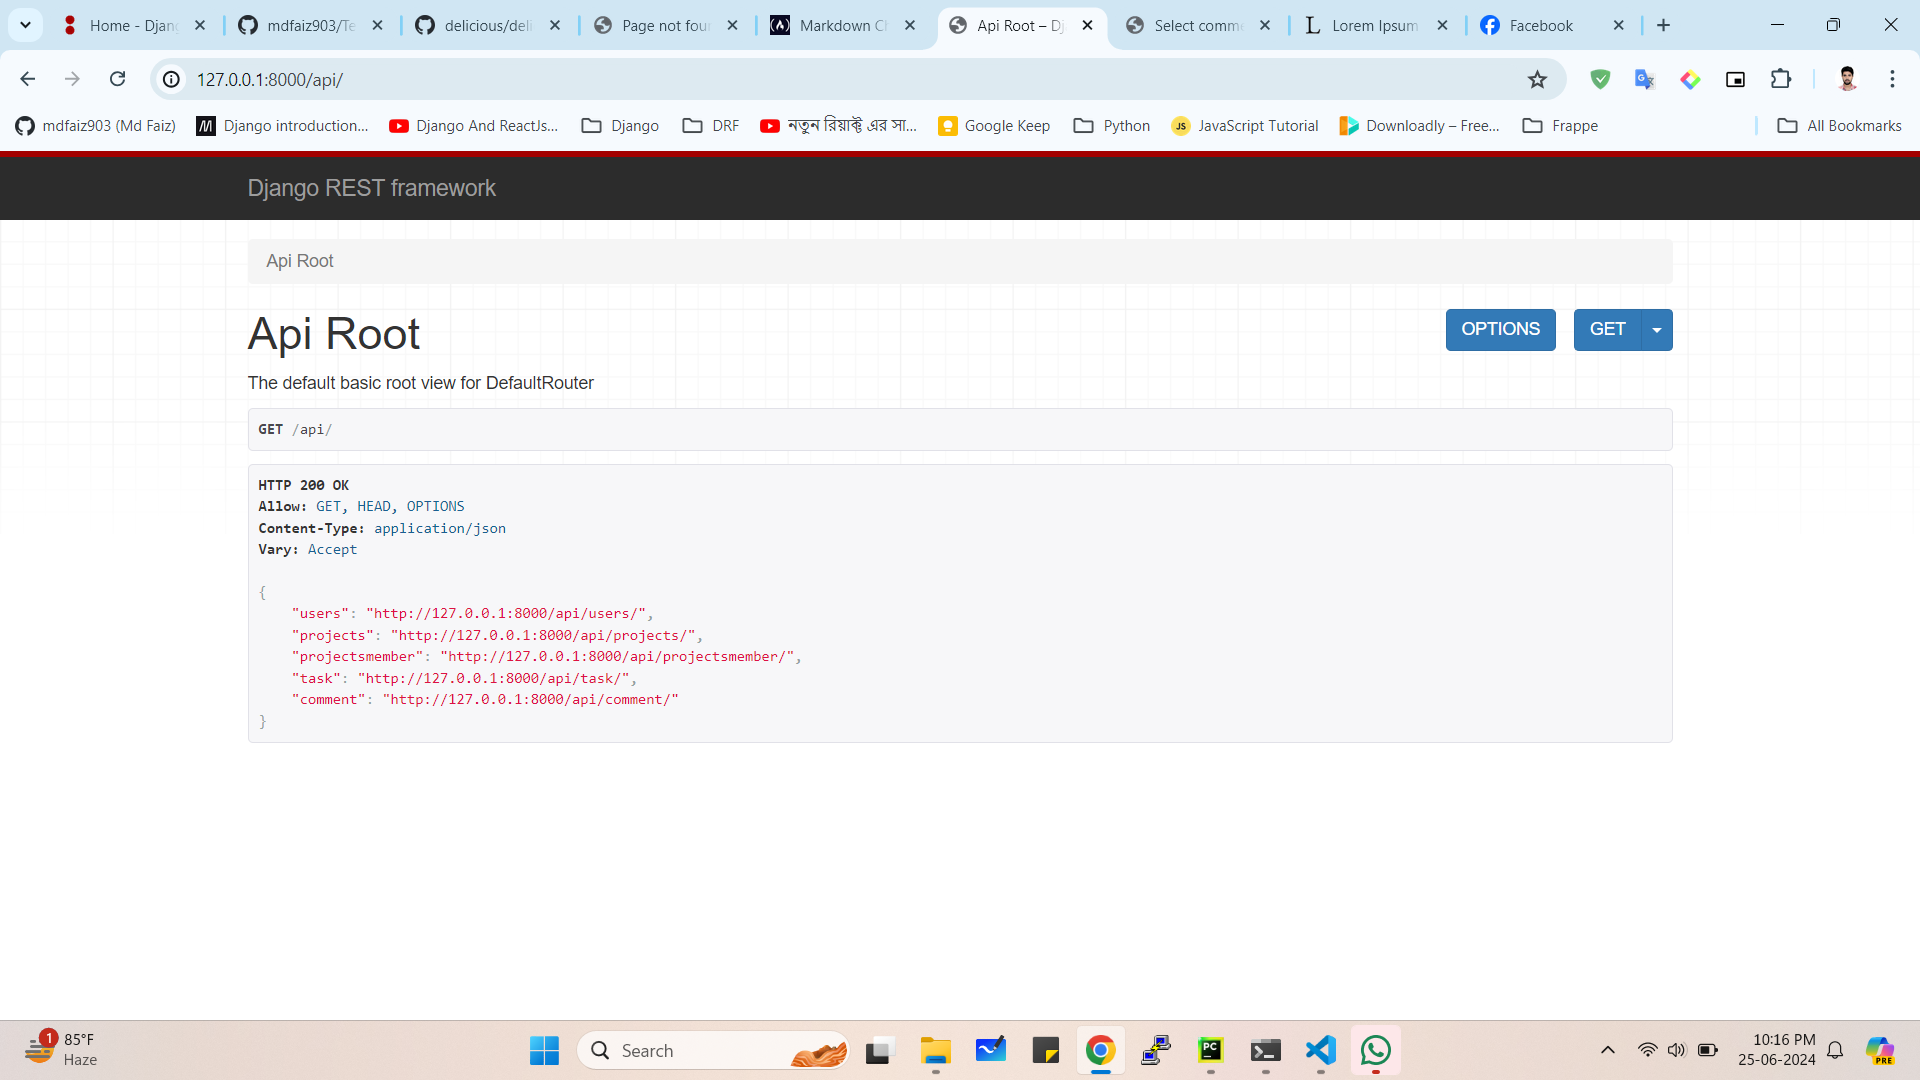 Home - Djang
mdfaiz903/Te
delicious/deli
Page not foun
Markdown Ch
Api Root – Dj
Select comme
Lorem Ipsum
Facebook
127.0.0.1:8000/api/
mdfaiz903 (Md Faiz)
Django introduction...
Django And ReactJs...
Django
DRF
নতুন রিয়াক্ট এর সা...
Google Keep
Python
JS
JavaScript Tutorial
Downloadly – Free...
Frappe
All Bookmarks
Django REST framework
Api Root
Api Root
OPTIONS
GET
The default basic root view for DefaultRouter
GET /api/
HTTP 200 OK
Allow: GET, HEAD, OPTIONS
Content-Type: application/json
Vary: Accept
{
"users": "http://127.0.0.1:8000/api/users/",
"projects": "http://127.0.0.1:8000/api/projects/",
"projectsmember": "http://127.0.0.1:8000/api/projectsmember/",
"task": "http://127.0.0.1:8000/api/task/",
"comment": "http://127.0.0.1:8000/api/comment/"
}
1
85°F
Haze
Search
PC
10:16 PM
25-06-2024
PRE